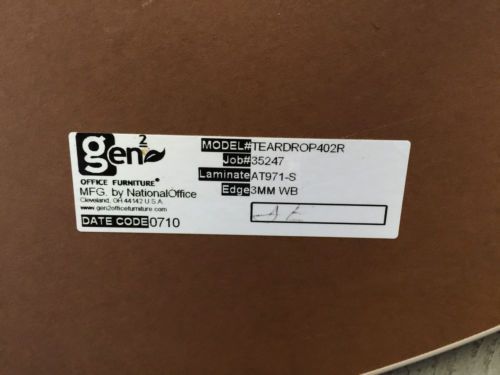 gen2
OFFICE FURNITURE®
MFG. by NationalOffice
Cleveland, OH 44142 U.S.A.
www.gen2officefurniture.com
DATE CODE 0710
MODEL# TEARDROP402R
Job# 35247
Laminate AT971-S
Edge 3MM WB